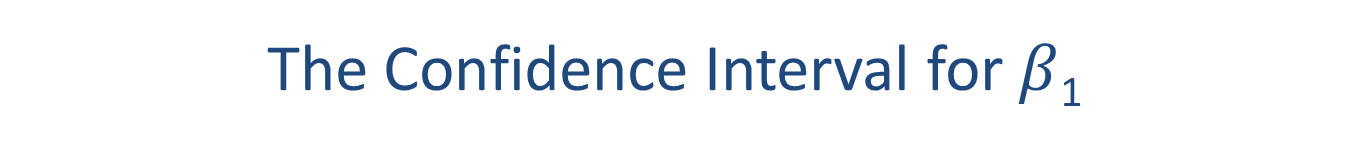 The Confidence Interval for β₁